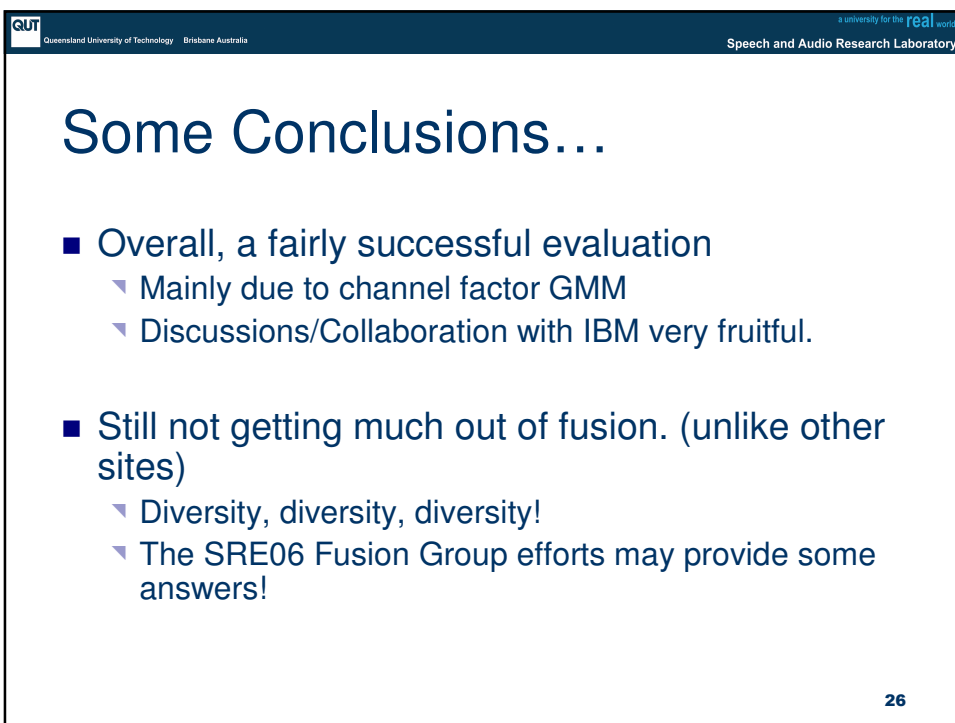 QUT
Queensland University of Technology Brisbane Australia
a university for the real world
Speech and Audio Research Laboratory
Some Conclusions…
Overall, a fairly successful evaluation
Mainly due to channel factor GMM
Discussions/Collaboration with IBM very fruitful.
Still not getting much out of fusion. (unlike other
sites)
Diversity, diversity, diversity!
The SRE06 Fusion Group efforts may provide some
answers!
26